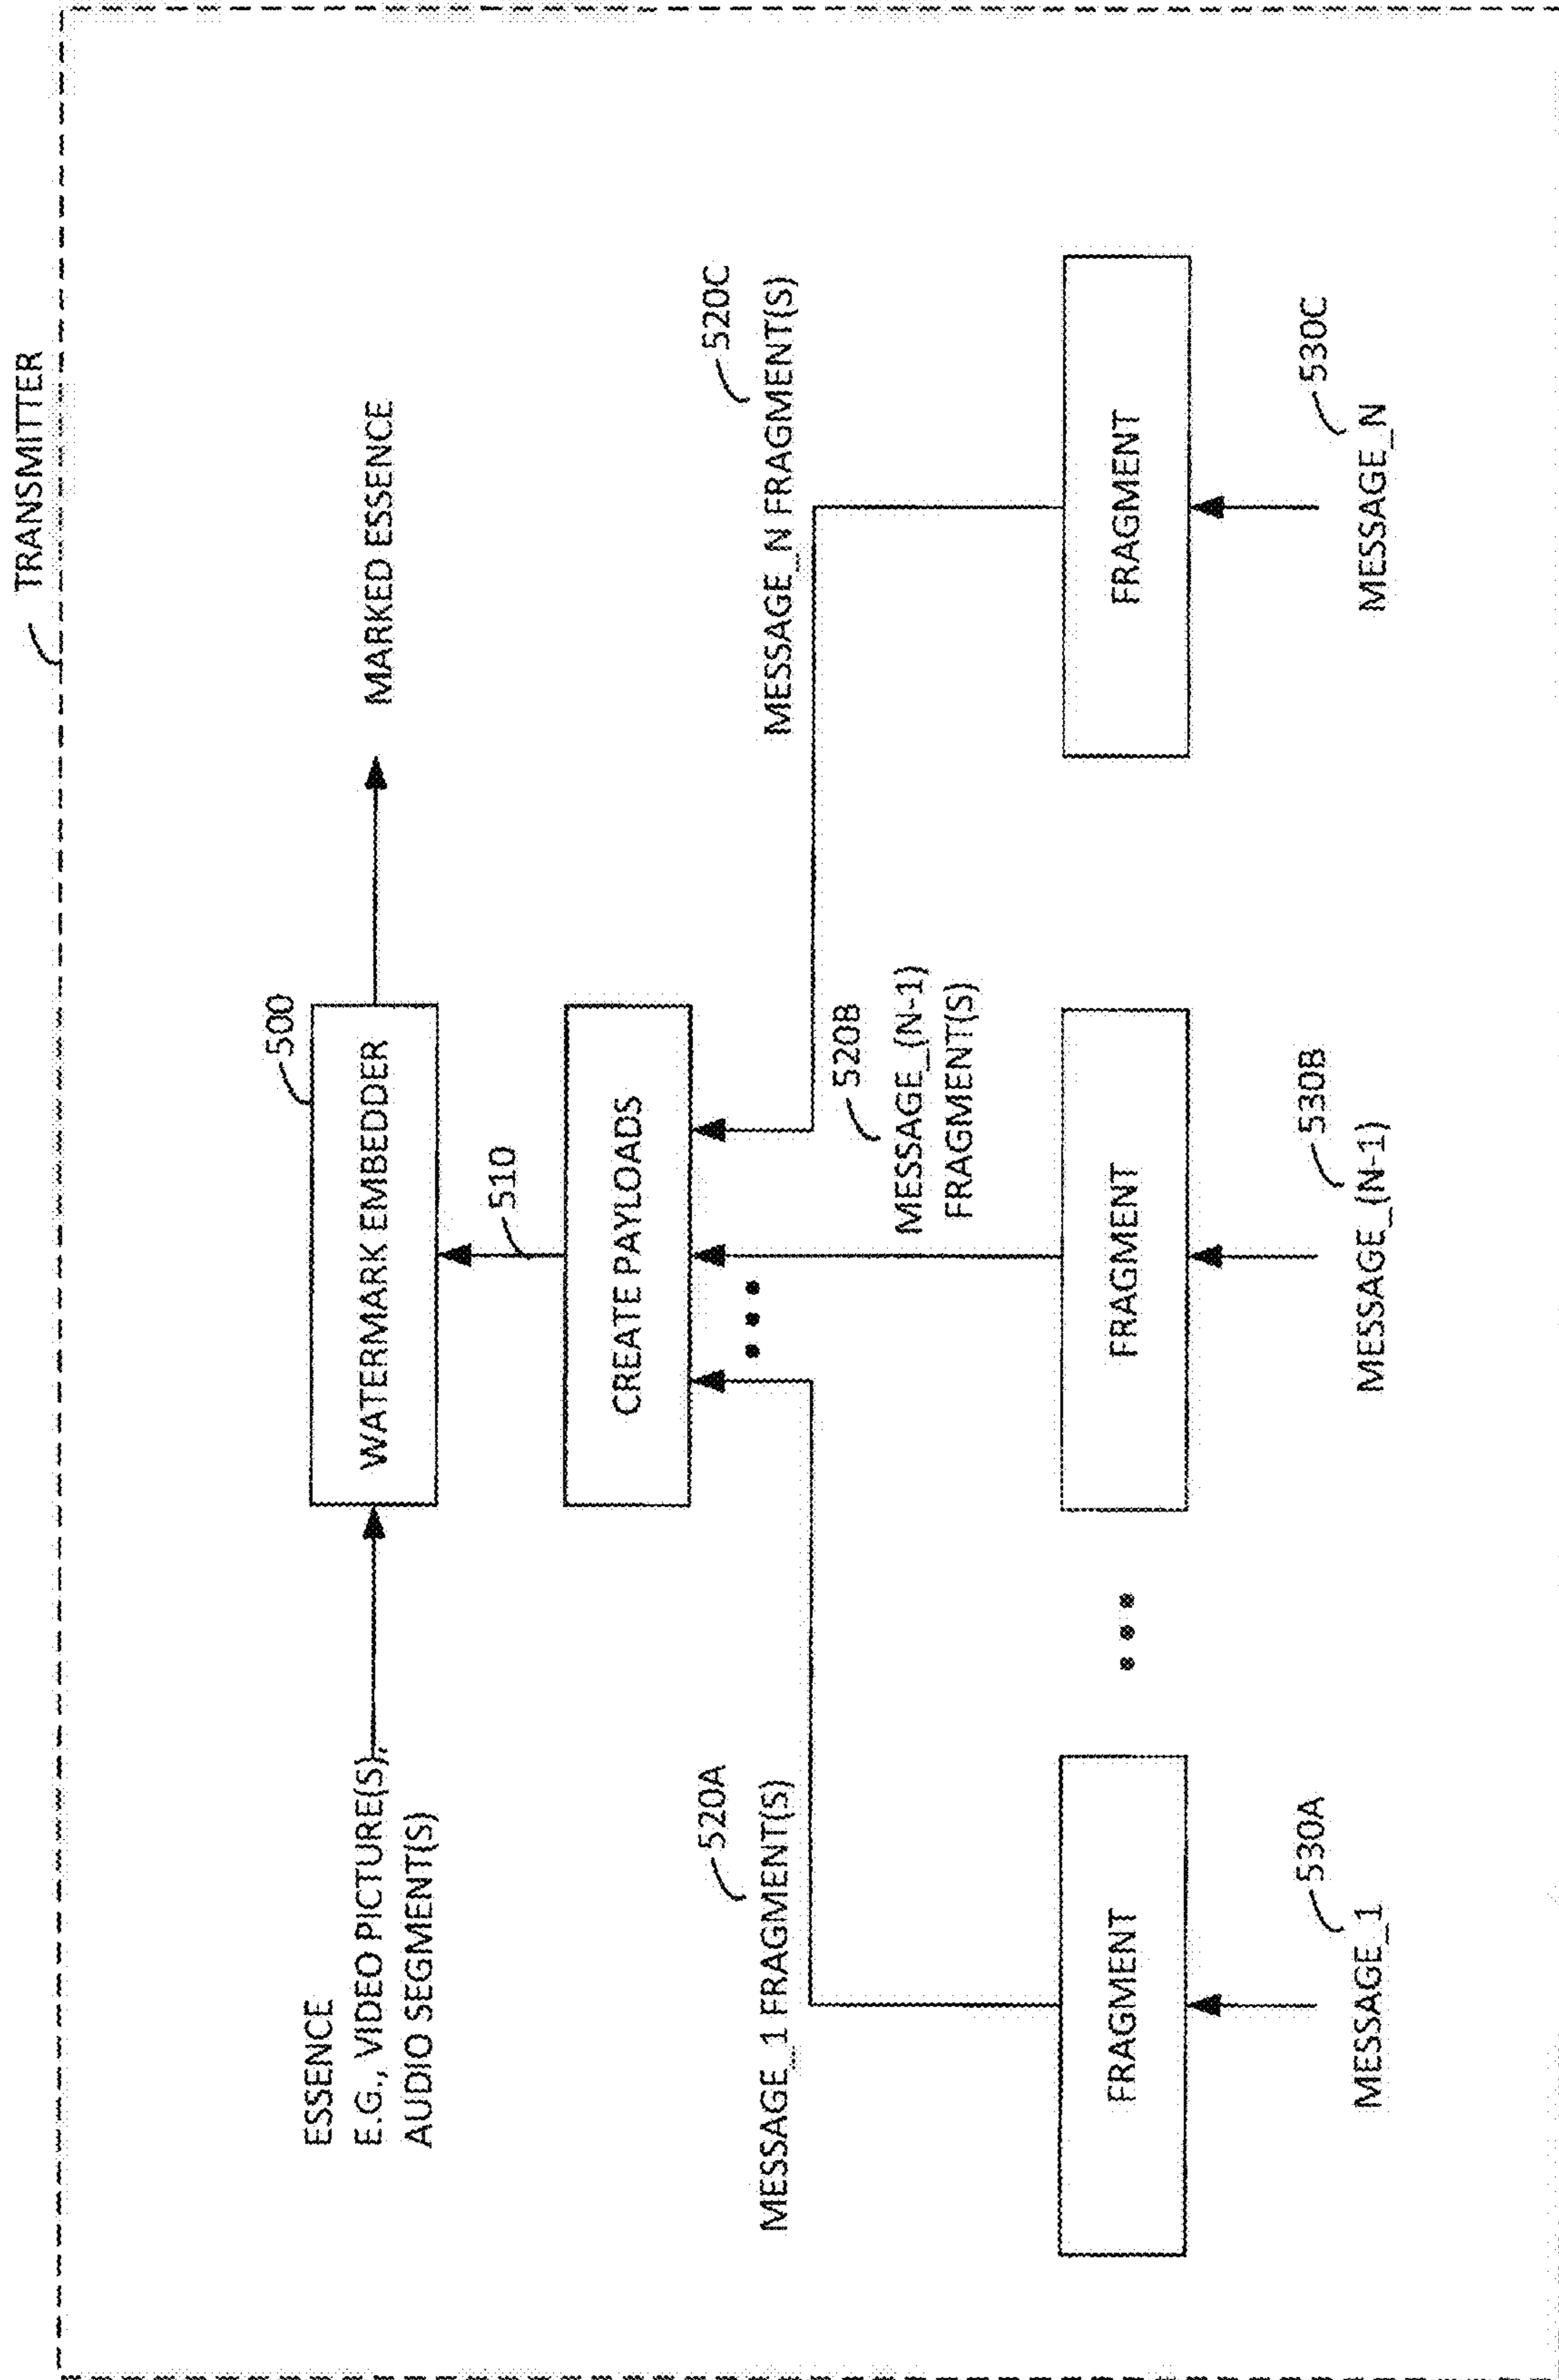 TRANSMITTER
ESSENCE
E.G., VIDEO PICTURE(S),
AUDIO SEGMENT(S)
500
WATERMARK EMBEDDER
MARKED ESSENCE
510
CREATE PAYLOADS
520A
MESSAGE_1 FRAGMENT(S)
520B
MESSAGE_(N-1)
FRAGMENT(S)
520C
MESSAGE_N FRAGMENT(S)
FRAGMENT
FRAGMENT
FRAGMENT
530A
MESSAGE_1
530B
MESSAGE_(N-1)
530C
MESSAGE_N